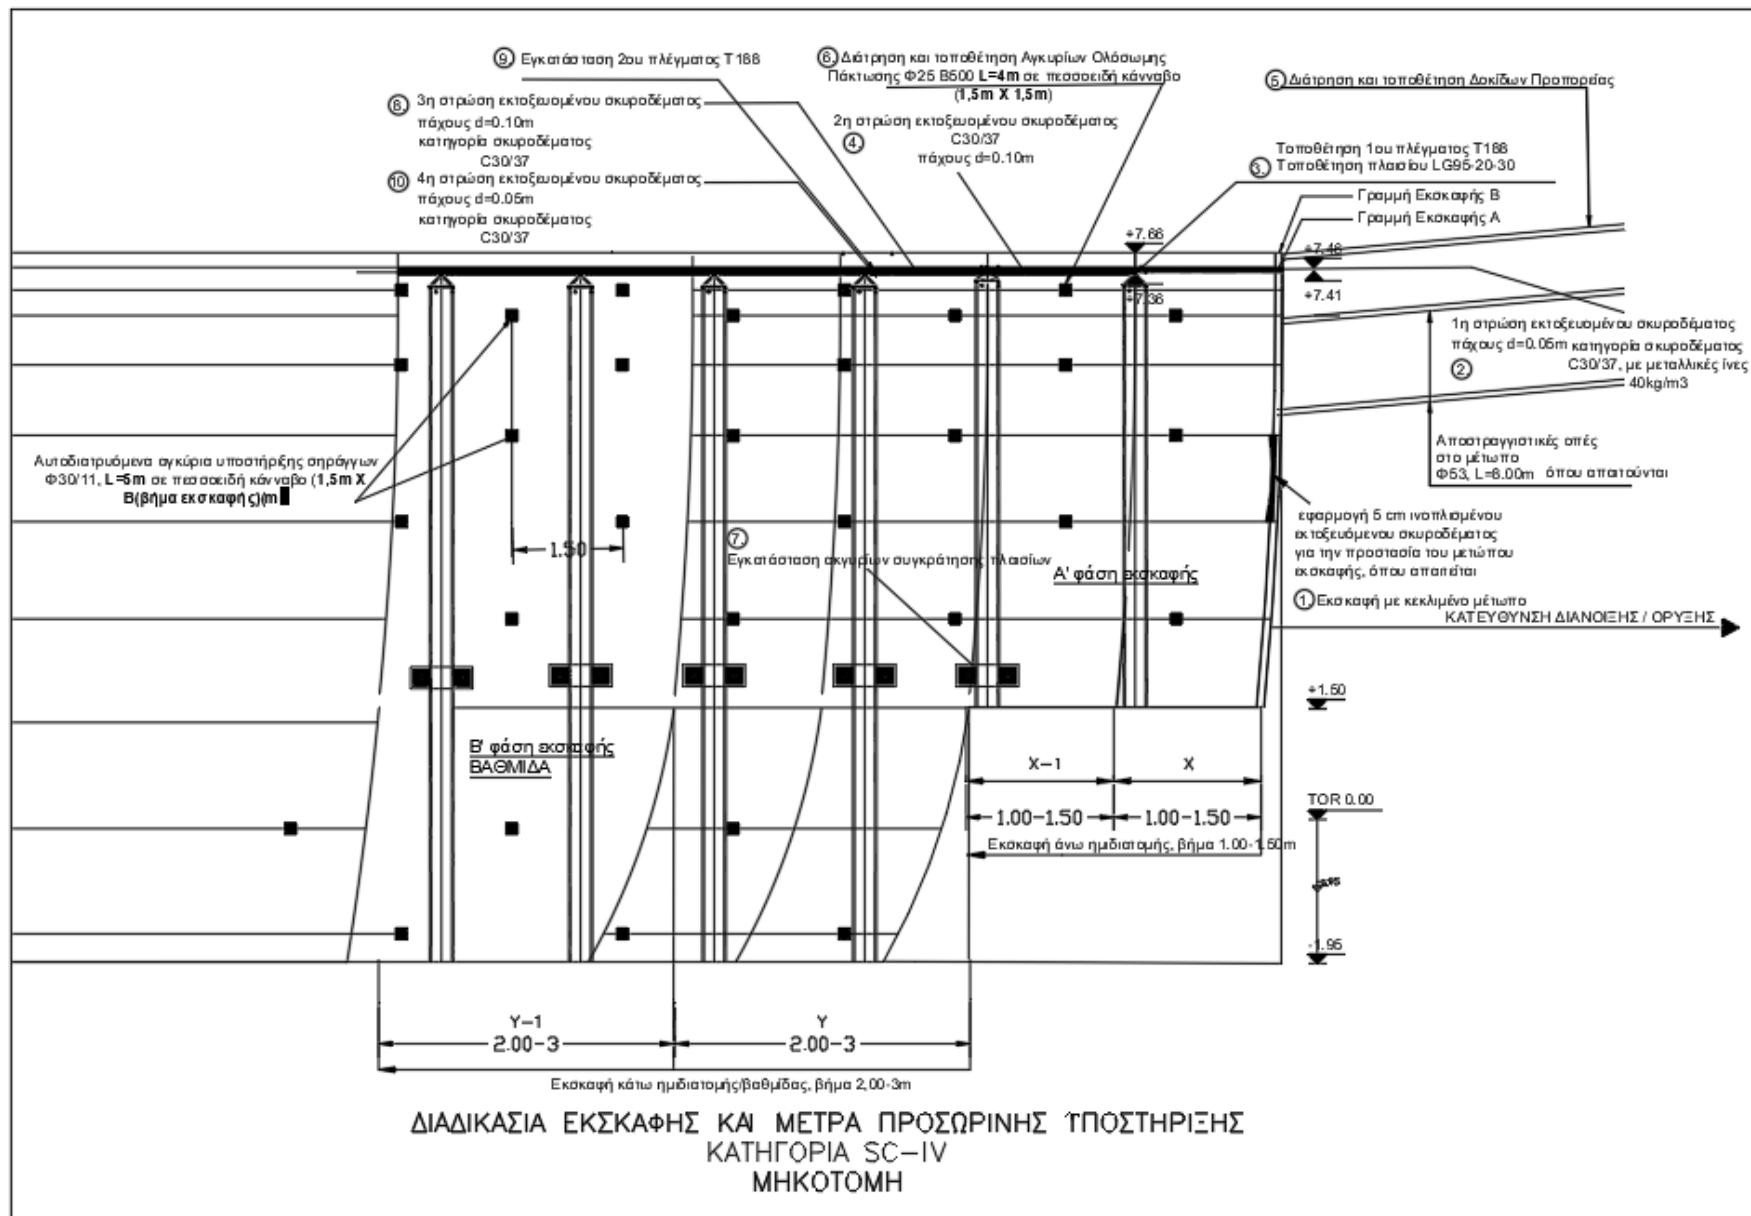 9. Εγκατάσταση 2ου πλέγματος Τ188
8. 3η στρώση εκτοξευομένου σκυροδέματος
πάχους d=0.10m
κατηγορία σκυροδέματος
C30/37
10 4η στρώση εκτοξευομένου σκυροδέματος
πάχους d=0.05m
κατηγορία σκυροδέματος
C30/37
6. Διάτρηση και τοποθέτηση Αγκυρίων Ολόσωμης
Πάκτωσης Φ25 B500 L=4m σε πεσσοειδή κάνναβο
(1,5m X 1,5m)
2η στρώση εκτοξευομένου σκυροδέματος
C30/37
4.
πάχους d=0.10m
5. Διάτρηση και τοποθέτηση Δοκίδων Προπορείας
Τοποθέτηση 1ου πλέγματος Τ188
3. Τοποθέτηση πλαισίου LG95-20-30
Γραμμή Εκσκαφής Β
Γραμμή Εκσκαφής Α
+7.66
+7.46
+7.41
+7.36
1η στρώση εκτοξευομένου σκυροδέματος
πάχους d=0.05m κατηγορία σκυροδέματος
2. C30/37, με μεταλλικές ίνες
40kg/m3
Αποστραγγιστικές οπές
στο μέτωπο
Φ53, L=6.00m όπου απαιτούνται
Αυτοδιατρυόμενα αγκύρια υποστήρξης σηράγγων
Φ30/11, L=5m σε πεσσοειδή κάνναβο (1,5m X
Β(βήμα εκσκαφής)(m
1.50
7.
Εγκατάσταση ακγυρίων συγκράτησης πλαισίων
Α' φάση εκσκαφής
εφαρμογή 5 cm ινοπλισμένου
εκτοξευόμενου σκυροδέματος
για την προστασία του μετώπου
εκσκαφής, όπου απαιτείται
1. Εκσκαφή με κεκλιμένο μέτωπο
ΚΑΤΕΥΘΥΝΣΗ ΔΙΑΝΟΙΞΗΣ / ΟΡΥΞΗΣ
+1.50
Β' φάση εκσκαφής
ΒΑΘΜΙΔΑ
X-1 X
1.00-1.50 1.00-1.50
Εκσκαφή άνω ημιδιατομής, βήμα 1.00-1.50m
TOR 0.00
-1.95
Y-1 Y
2.00-3 2.00-3
Εκσκαφή κάτω ημιδιατομής/βαθμίδας, βήμα 2,00-3m
ΔΙΑΔΙΚΑΣΙΑ ΕΚΣΚΑΦΗΣ ΚΑΙ ΜΕΤΡΑ ΠΡΟΣΩΡΙΝΗΣ ΥΠΟΣΤΗΡΙΞΗΣ
ΚΑΤΗΓΟΡΙΑ SC-IV
ΜΗΚΟΤΟΜΗ